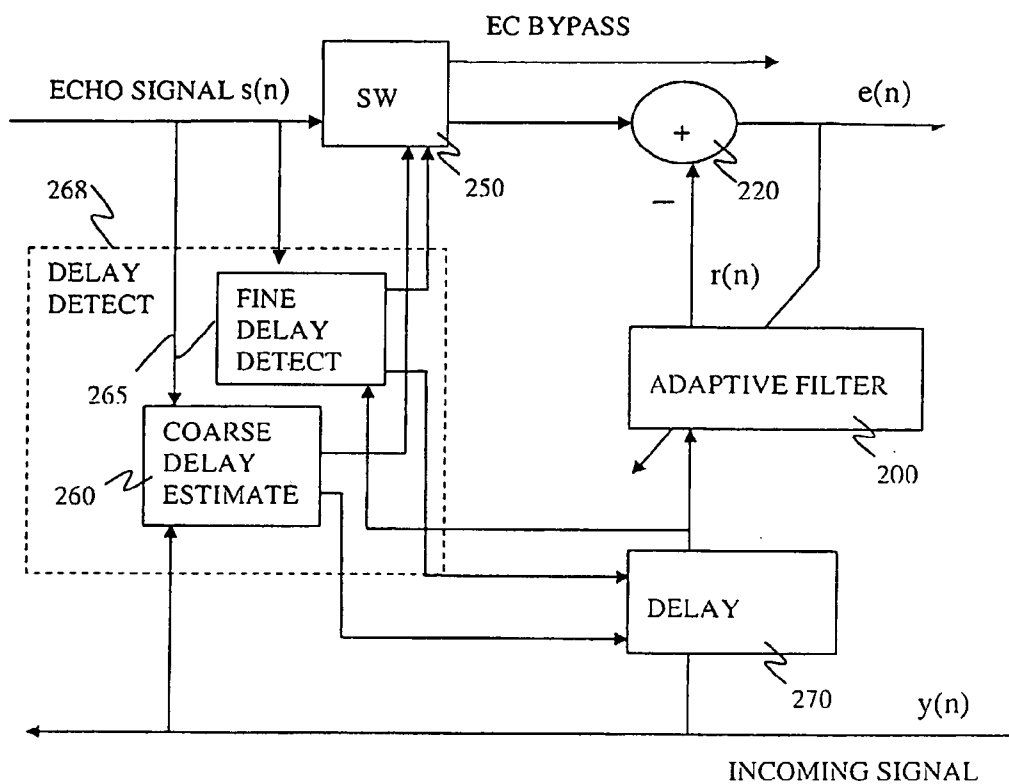 EC BYPASS
ECHO SIGNAL s(n)
SW
e(n)
+
250
220
268
−
DELAY
DETECT
r(n)
FINE
DELAY
DETECT
265
ADAPTIVE FILTER
COARSE
DELAY
ESTIMATE
200
260
DELAY
270
y(n)
INCOMING SIGNAL